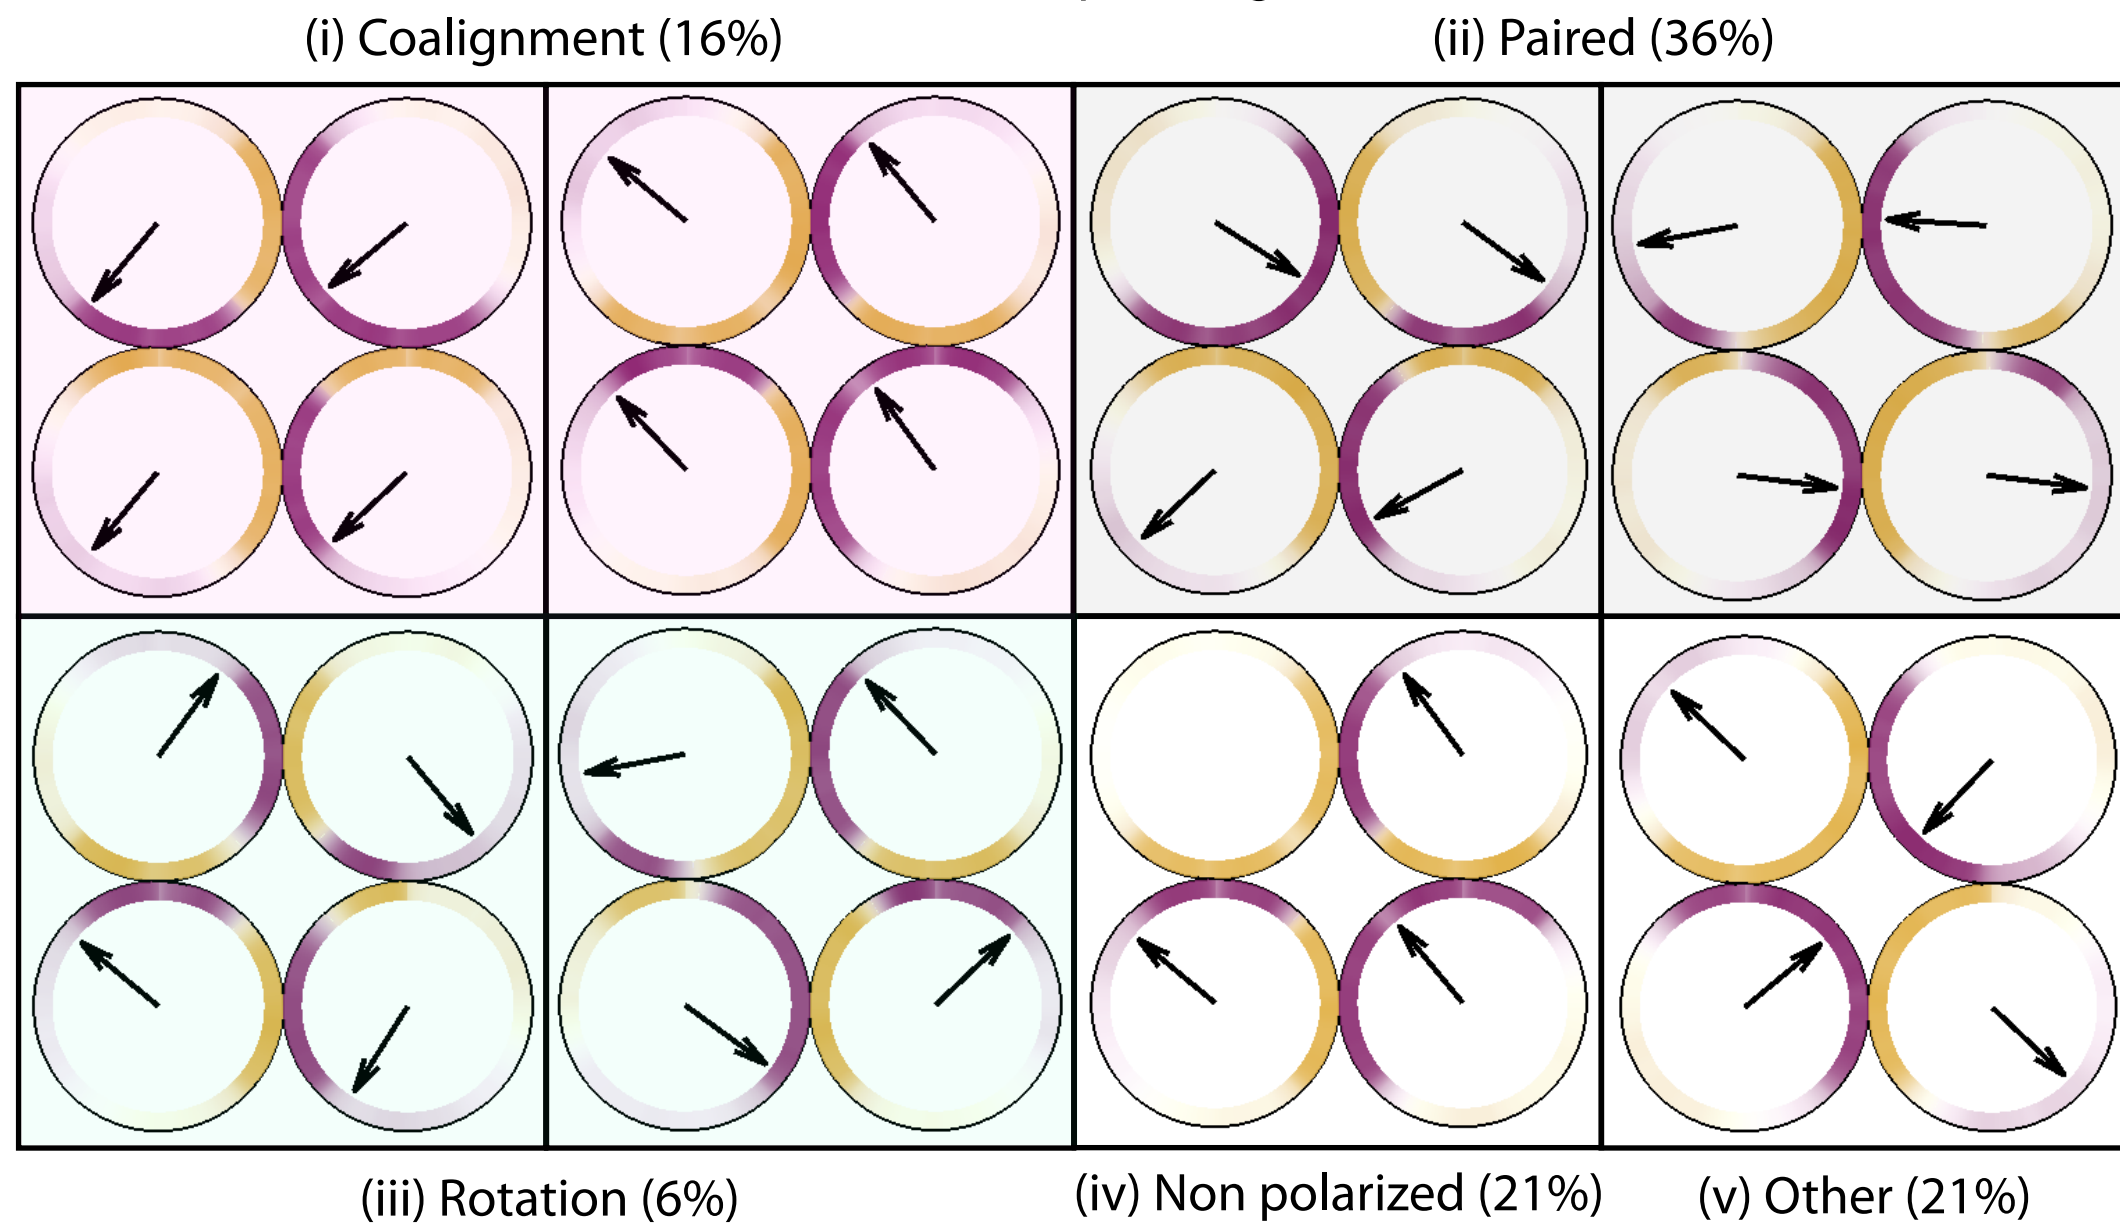 (i) Coalignment (16%)
(ii) Paired (36%)
(iii) Rotation (6%)
(iv) Non polarized (21%)
(v) Other (21%)